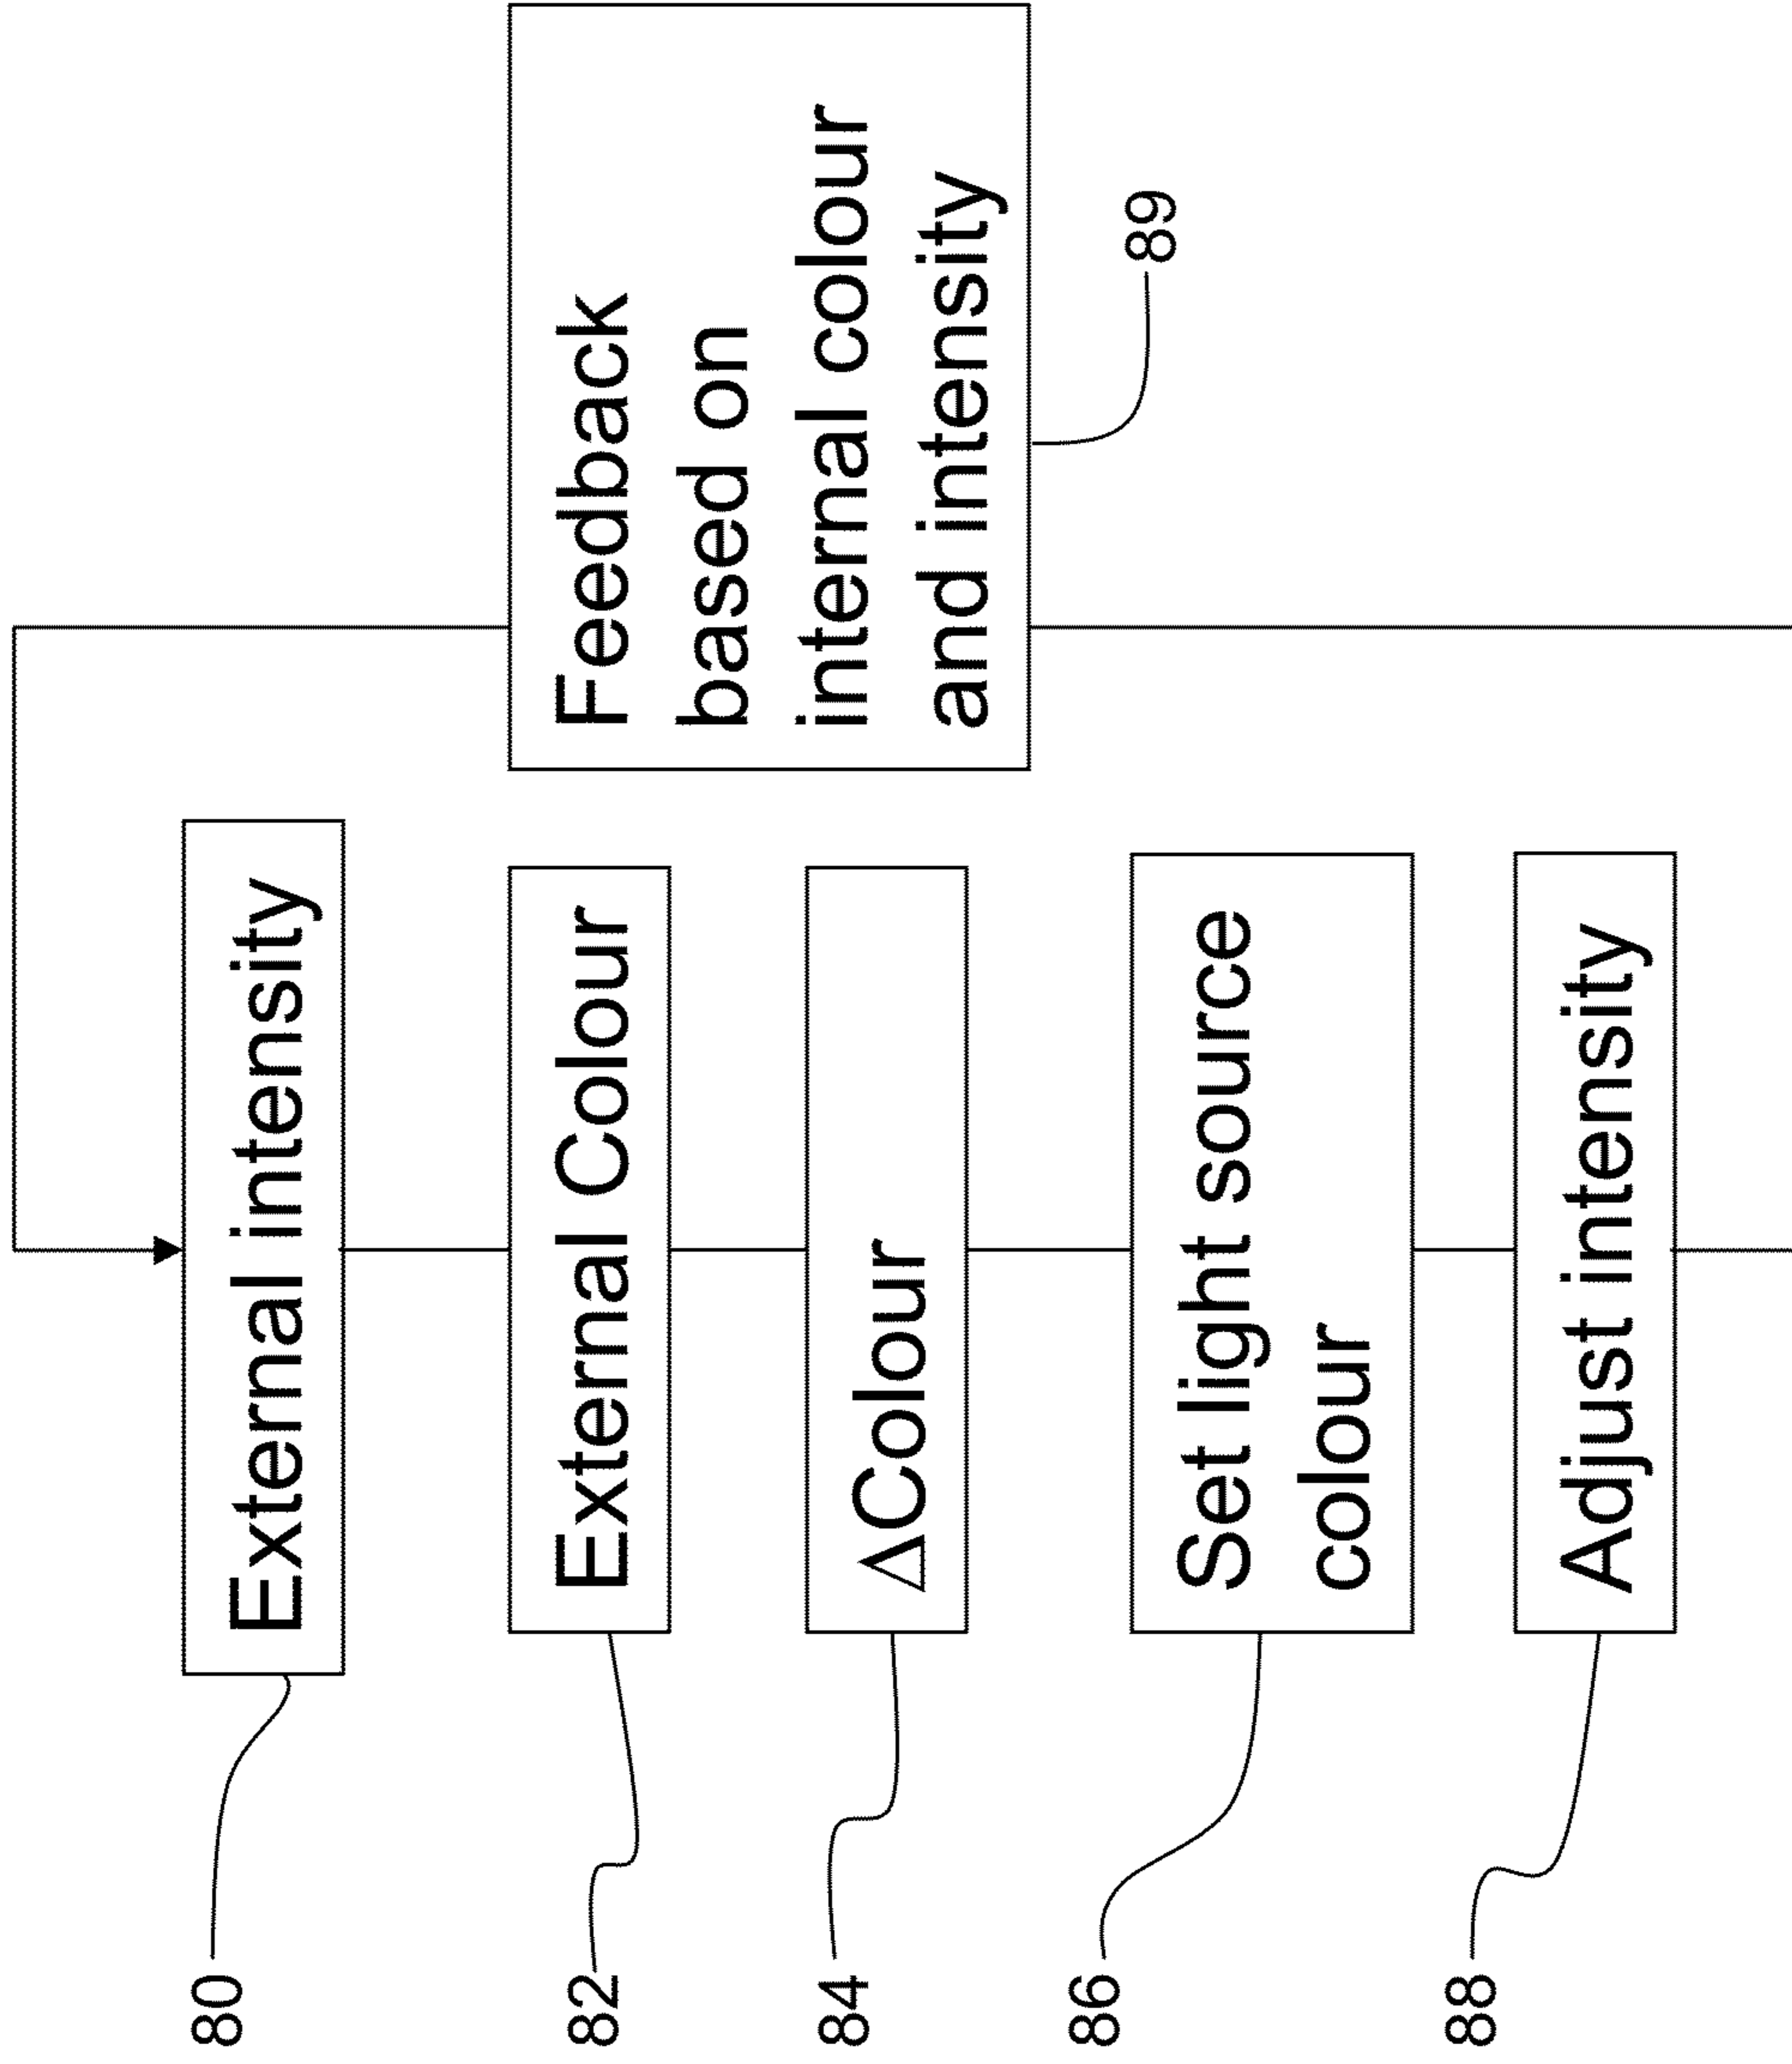 80
External intensity
82
External Colour
84
ΔColour
86
Set light source
colour
88
Adjust intensity
Feedback
based on
internal colour
and intensity
89